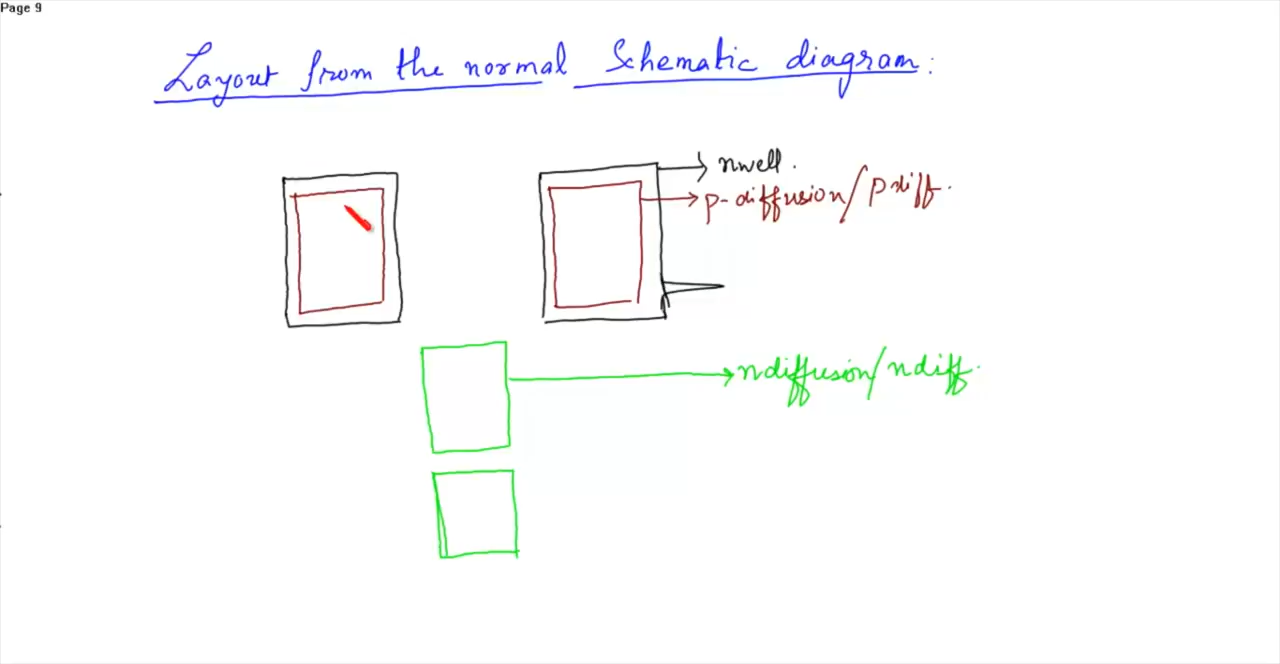 Page 9
Layout from the normal Schematic diagram:
nwell.
p-diffusion/pdiff.
ndiffusion/ndiff.